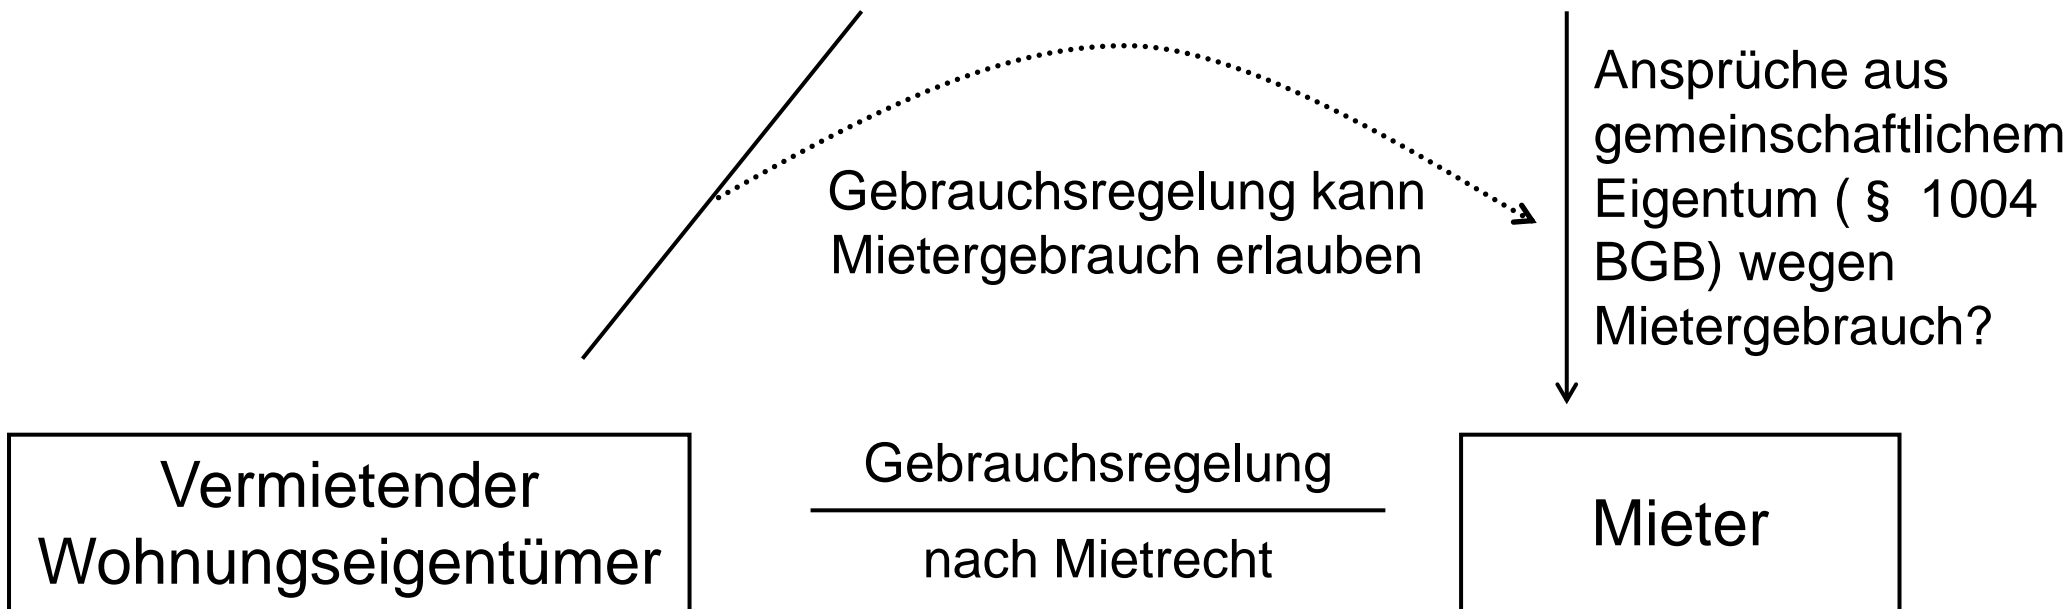 Ansprüche aus
gemeinschaftlichem
Eigentum ( § 1004
BGB) wegen
Mietergebrauch?
Gebrauchsregelung kann
Mietergebrauch erlauben
Vermietender
Wohnungseigentümer
Gebrauchsregelung
nach Mietrecht
Mieter